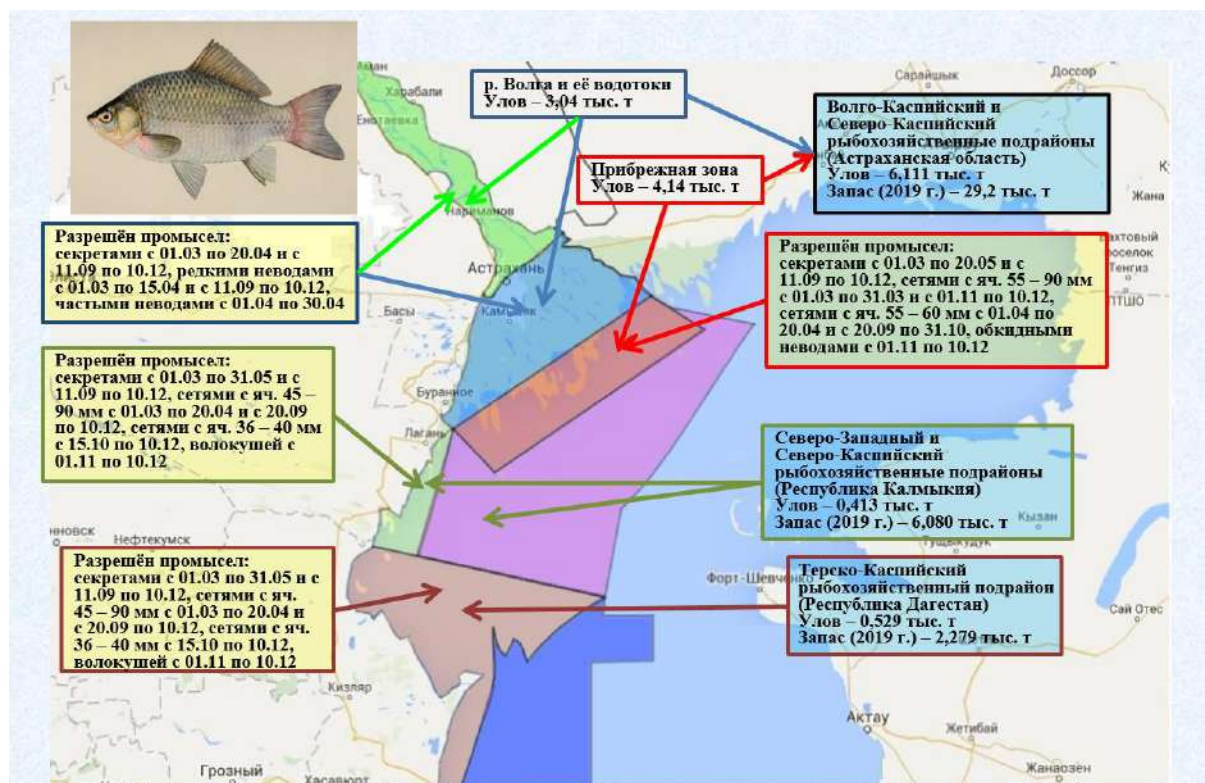 Аман
Харабали
Енотаевка
р. Волга и её водотоки
Улов – 3,04 тыс. т
Сарайшык
Доссор
Волго-Каспийский и
Северо-Каспийский
рыбохозяйственные подрайоны
(Астраханская область)
Улов – 6,111 тыс. т
Запас (2019 г.) – 29,2 тыс. т
Прибрежная зона
Улов – 4,14 тыс. т
Жана
Нариманов
Разрешён промысел:
секретами с 01.03 по 20.04 и с
11.09 по 10.12, редкими неводами
с 01.03 по 15.04 и с 11.09 по 10.12,
частыми неводами с 01.04 по 30.04
Разрешён промысел:
секретами с 01.03 по 20.05 и с
11.09 по 10.12, сетями с яч. 55 – 90 мм
с 01.03 по 31.03 и с 01.11 по 10.12,
сетями с яч. 55 – 60 мм с 01.04 по
20.04 и с 20.09 по 31.10, обкидными
неводами с 01.11 по 10.12
Астрахань
Басы
Камызяк
Разрешён промысел:
секретами с 01.03 по 31.05 и с
11.09 по 10.12, сетями с яч. 45 –
90 мм с 01.03 по 20.04 и с 20.09
по 10.12, сетями с яч. 36 – 40 мм
с 15.10 по 10.12, волокушей с
01.11 по 10.12
Буранное
Лагань
Северо-Западный и
Северо-Каспийский
рыбохозяйственные подрайоны
(Республика Калмыкия)
Улов – 0,413 тыс. т
Запас (2019 г.) – 6,080 тыс. т
Кызан
Тущыкудук
нновск
Нефтекумск
Разрешён промысел:
секретами с 01.03 по 31.05 и с
11.09 по 10.12, сетями с яч.
45 – 90 мм с 01.03 по 20.04 и
с 20.09 по 10.12, сетями с яч.
36 – 40 мм с 15.10 по 10.12,
волокушей с 01.11 по 10.12
Форт-Шевченко
Терско-Каспийский
рыбохозяйственный подрайон
(Республика Дагестан)
Улов – 0,529 тыс. т
Запас (2019 г.) – 2,279 тыс. т
Сай Отес
Кизляр
Актау
Жетибай
Грозный
Хасавюрт
Жанаозен